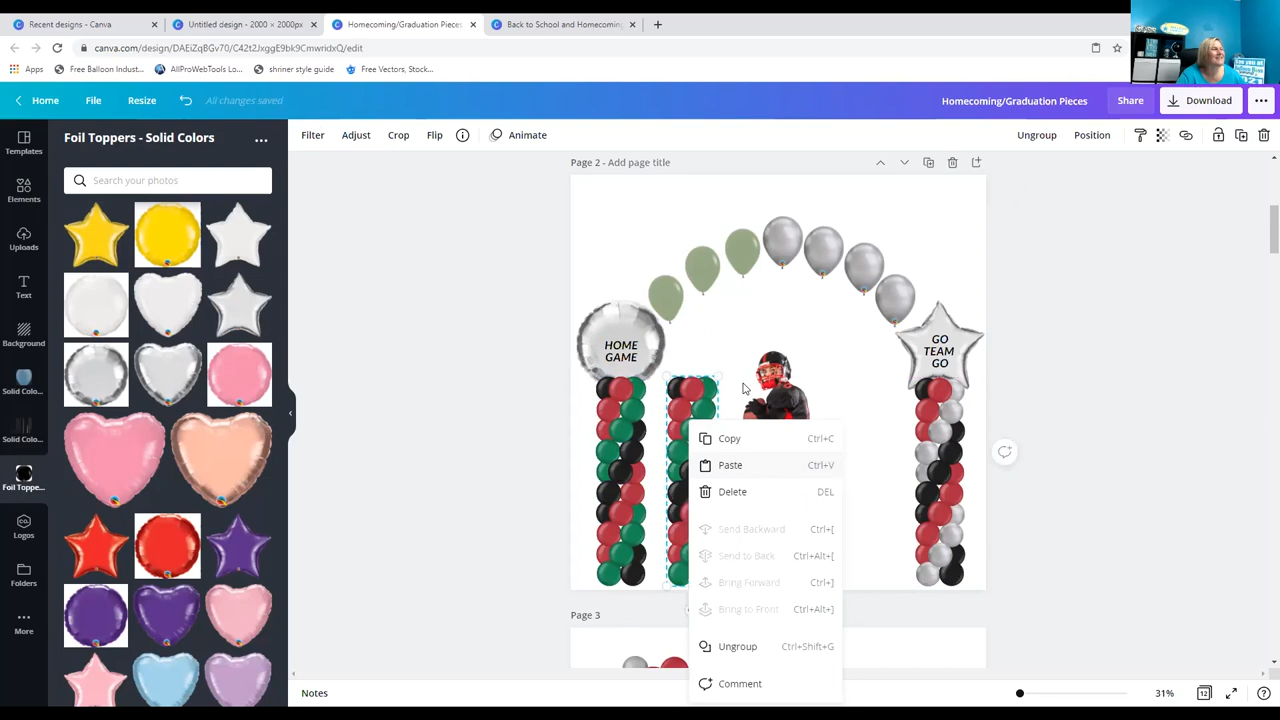 Recent designs - Canva
Untitled design - 2000 × 2000px
Homecoming/Graduation Pieces
Back to School and Homecoming
canva.com/design/DAEiZqBGv70/C42t2JxggE9bk9CmwridxQ/edit
Apps
Free Balloon Indust...
AllProWebTools Lo...
shriner style guide
Free Vectors, Stock...
Home
File
Resize
All changes saved
Homecoming/Graduation Pieces
Share
Download
Templates
Elements
Uploads
Text
Background
Solid Colo...
Solid Color...
Foil Toppe...
Logos
Folders
More
Foil Toppers - Solid Colors
Search your photos
Filter
Adjust
Crop
Flip
Animate
Ungroup
Position
Page 2 - Add page title
HOME
GAME
GO
TEAM
GO
Copy Ctrl+C
Paste Ctrl+V
Delete DEL
Send Backward Ctrl+[
Send to Back Ctrl+Alt+[
Bring Forward Ctrl+]
Bring to Front Ctrl+Alt+]
Ungroup Ctrl+Shift+G
Comment
Page 3
Notes
31%
12